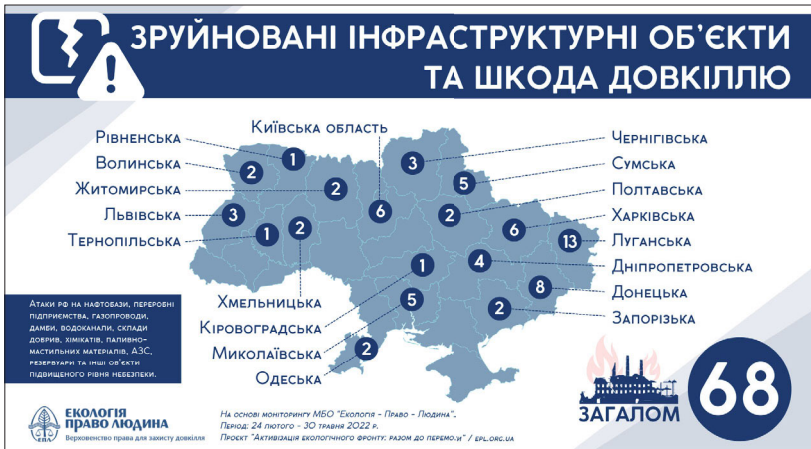 ЗРУЙНОВАНІ ІНФРАСТРУКТУРНІ ОБ'ЄКТИ
ТА ШКОДА ДОВКІЛЛЮ
КИЇВСЬКА ОБЛАСТЬ
РІВНЕНСЬКА
ВОЛИНСЬКА
ЖИТОМИРСЬКА
ЛЬВІВСЬКА
ТЕРНОПІЛЬСЬКА
ХМЕЛЬНИЦЬКА
КІРОВОГРАДСЬКА
МИКОЛАЇВСЬКА
ОДЕСЬКА
ЧЕРНІГІВСЬКА
СУМСЬКА
ПОЛТАВСЬКА
ХАРКІВСЬКА
ЛУГАНСЬКА
ДНІПРОПЕТРОВСЬКА
ДОНЕЦЬКА
ЗАПОРІЗЬКА
1
2
2
6
3
5
3
1
2
2
6
13
1
4
5
8
2
2
АТАКИ РФ НА НАФТОБАЗИ, ПЕРЕРОБНІ
ПІДПРИЄМСТВА, ГАЗОПРОВОДИ,
ДАМБИ, ВОДОКАНАЛИ, СКЛАДИ
ДОБРИВ, ХІМІКАТІВ, ПАЛИВНО-
МАСТИЛЬНИХ МАТЕРІАЛІВ, АЗС,
РЕЗЕРВУАРИ ТА ІНШІ ОБ'ЄКТИ
ПІДВИЩЕНОГО РІВНЯ НЕБЕЗПЕКИ.
ЕПЛ
ЕКОЛОГІЯ
ПРАВО ЛЮДИНА
Верховенство права для захисту довкілля
НА ОСНОВІ МОНІТОРИНГУ МБО "ЕКОЛОГІЯ - ПРАВО - ЛЮДИНА".
ПЕРІОД: 24 ЛЮТОГО - 30 ТРАВНЯ 2022 Р.
ПРОЄКТ "АКТИВІЗАЦІЯ ЕКОЛОГІЧНОГО ФРОНТУ: РАЗОМ ДО ПЕРЕМО.И" / EPL.ORG.UA
ЗАГАЛОМ
68